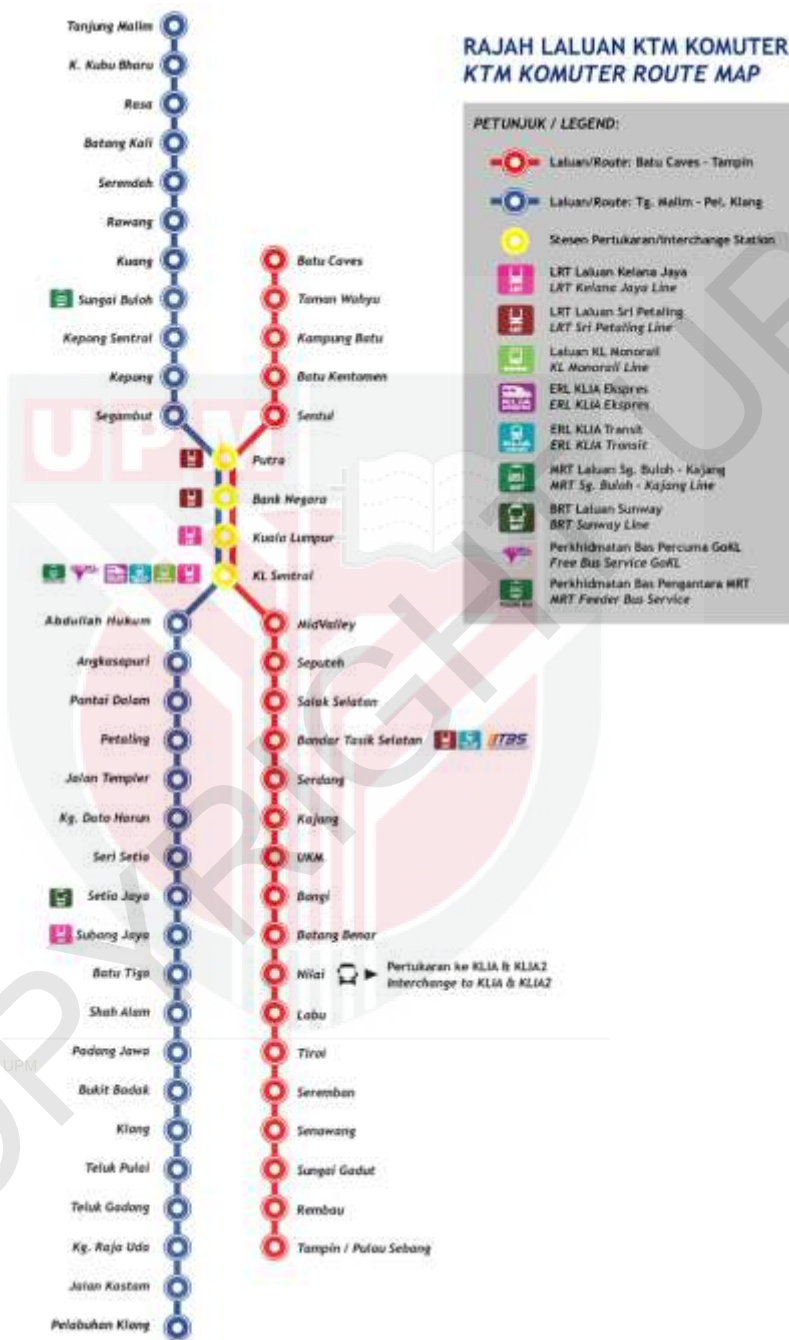 RAJAH LALUAN KTM KOMUTER
KTM KOMUTER ROUTE MAP
PETUNJUK / LEGEND:
Laluan/Route: Batu Caves - Tampin
Laluan/Route: Tg. Malim - Pel. Klang
Stesen Pertukaran/Interchange Station
LRT Laluan Kelana Jaya
LRT Kelana Jaya Line
LRT Laluan Sri Petaling
LRT Sri Petaling Line
Laluan KL Monorail
KL Monorail Line
ERL KLIA Ekspres
ERL KLIA Ekspres
ERL KLIA Transit
ERL KLIA Transit
MRT Laluan Sg. Buloh - Kajang
MRT Sg. Buloh - Kajang Line
BRT Laluan Sunway
BRT Sunway Line
Perkhidmatan Bas Percuma GoKL
Free Bus Service GoKL
Perkhidmatan Bas Pengantara MRT
MRT Feeder Bus Service
Tanjung Malim
K. Kubu Bharu
Rasa
Batang Kali
Serendah
Rawang
Kuang
Sungai Buloh
Kepong Sentral
Kepong
Segambut
Batu Caves
Taman Wahyu
Kampung Batu
Batu Kentomen
Sentul
Putra
Bank Negara
Kuala Lumpur
KL Sentral
Abdullah Hukum
Angkasapuri
Pantai Dalam
Petaling
Jalan Templer
Kg. Dato Harun
Seri Setia
Setia Jaya
Subang Jaya
Batu Tiga
Shah Alam
Padang Jawa
Bukit Badak
Klang
Teluk Pulai
Teluk Gadong
Kg. Raja Uda
Jalan Kastam
Pelabuhan Klang
MidValley
Seputeh
Salak Selatan
Bandar Tasik Selatan
TBS
Serdang
Kajang
UKM
Bangi
Batang Benar
Nilai
Pertukaran ke KLIA & KLIA2
Interchange to KLIA & KLIA2
Labu
Tiroi
Seremban
Senawang
Sungai Gadut
Rembau
Tampin / Pulau Sebang
UPM
COPYRIGHT UPM
UPM